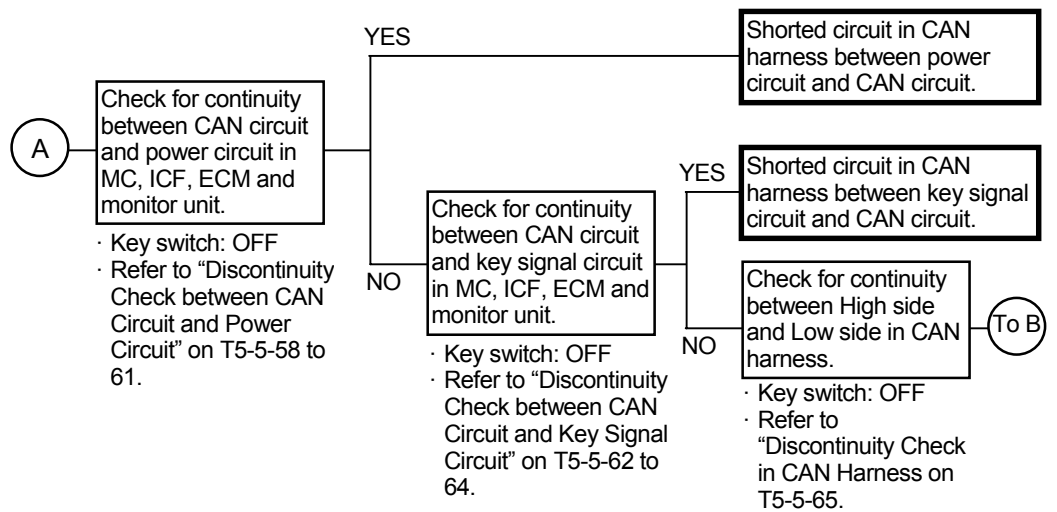 A
Check for continuity
between CAN circuit
and power circuit in
MC, ICF, ECM and
monitor unit.
· Key switch: OFF
· Refer to “Discontinuity
Check between CAN
Circuit and Power
Circuit” on T5-5-58 to
61.
YES
Shorted circuit in CAN
harness between power
circuit and CAN circuit.
NO
Check for continuity
between CAN circuit
and key signal circuit
in MC, ICF, ECM and
monitor unit.
· Key switch: OFF
· Refer to “Discontinuity
Check between CAN
Circuit and Key Signal
Circuit” on T5-5-62 to
64.
YES
Shorted circuit in CAN
harness between key signal
circuit and CAN circuit.
NO
Check for continuity
between High side
and Low side in CAN
harness.
· Key switch: OFF
· Refer to
“Discontinuity Check
in CAN Harness on
T5-5-65.
To B